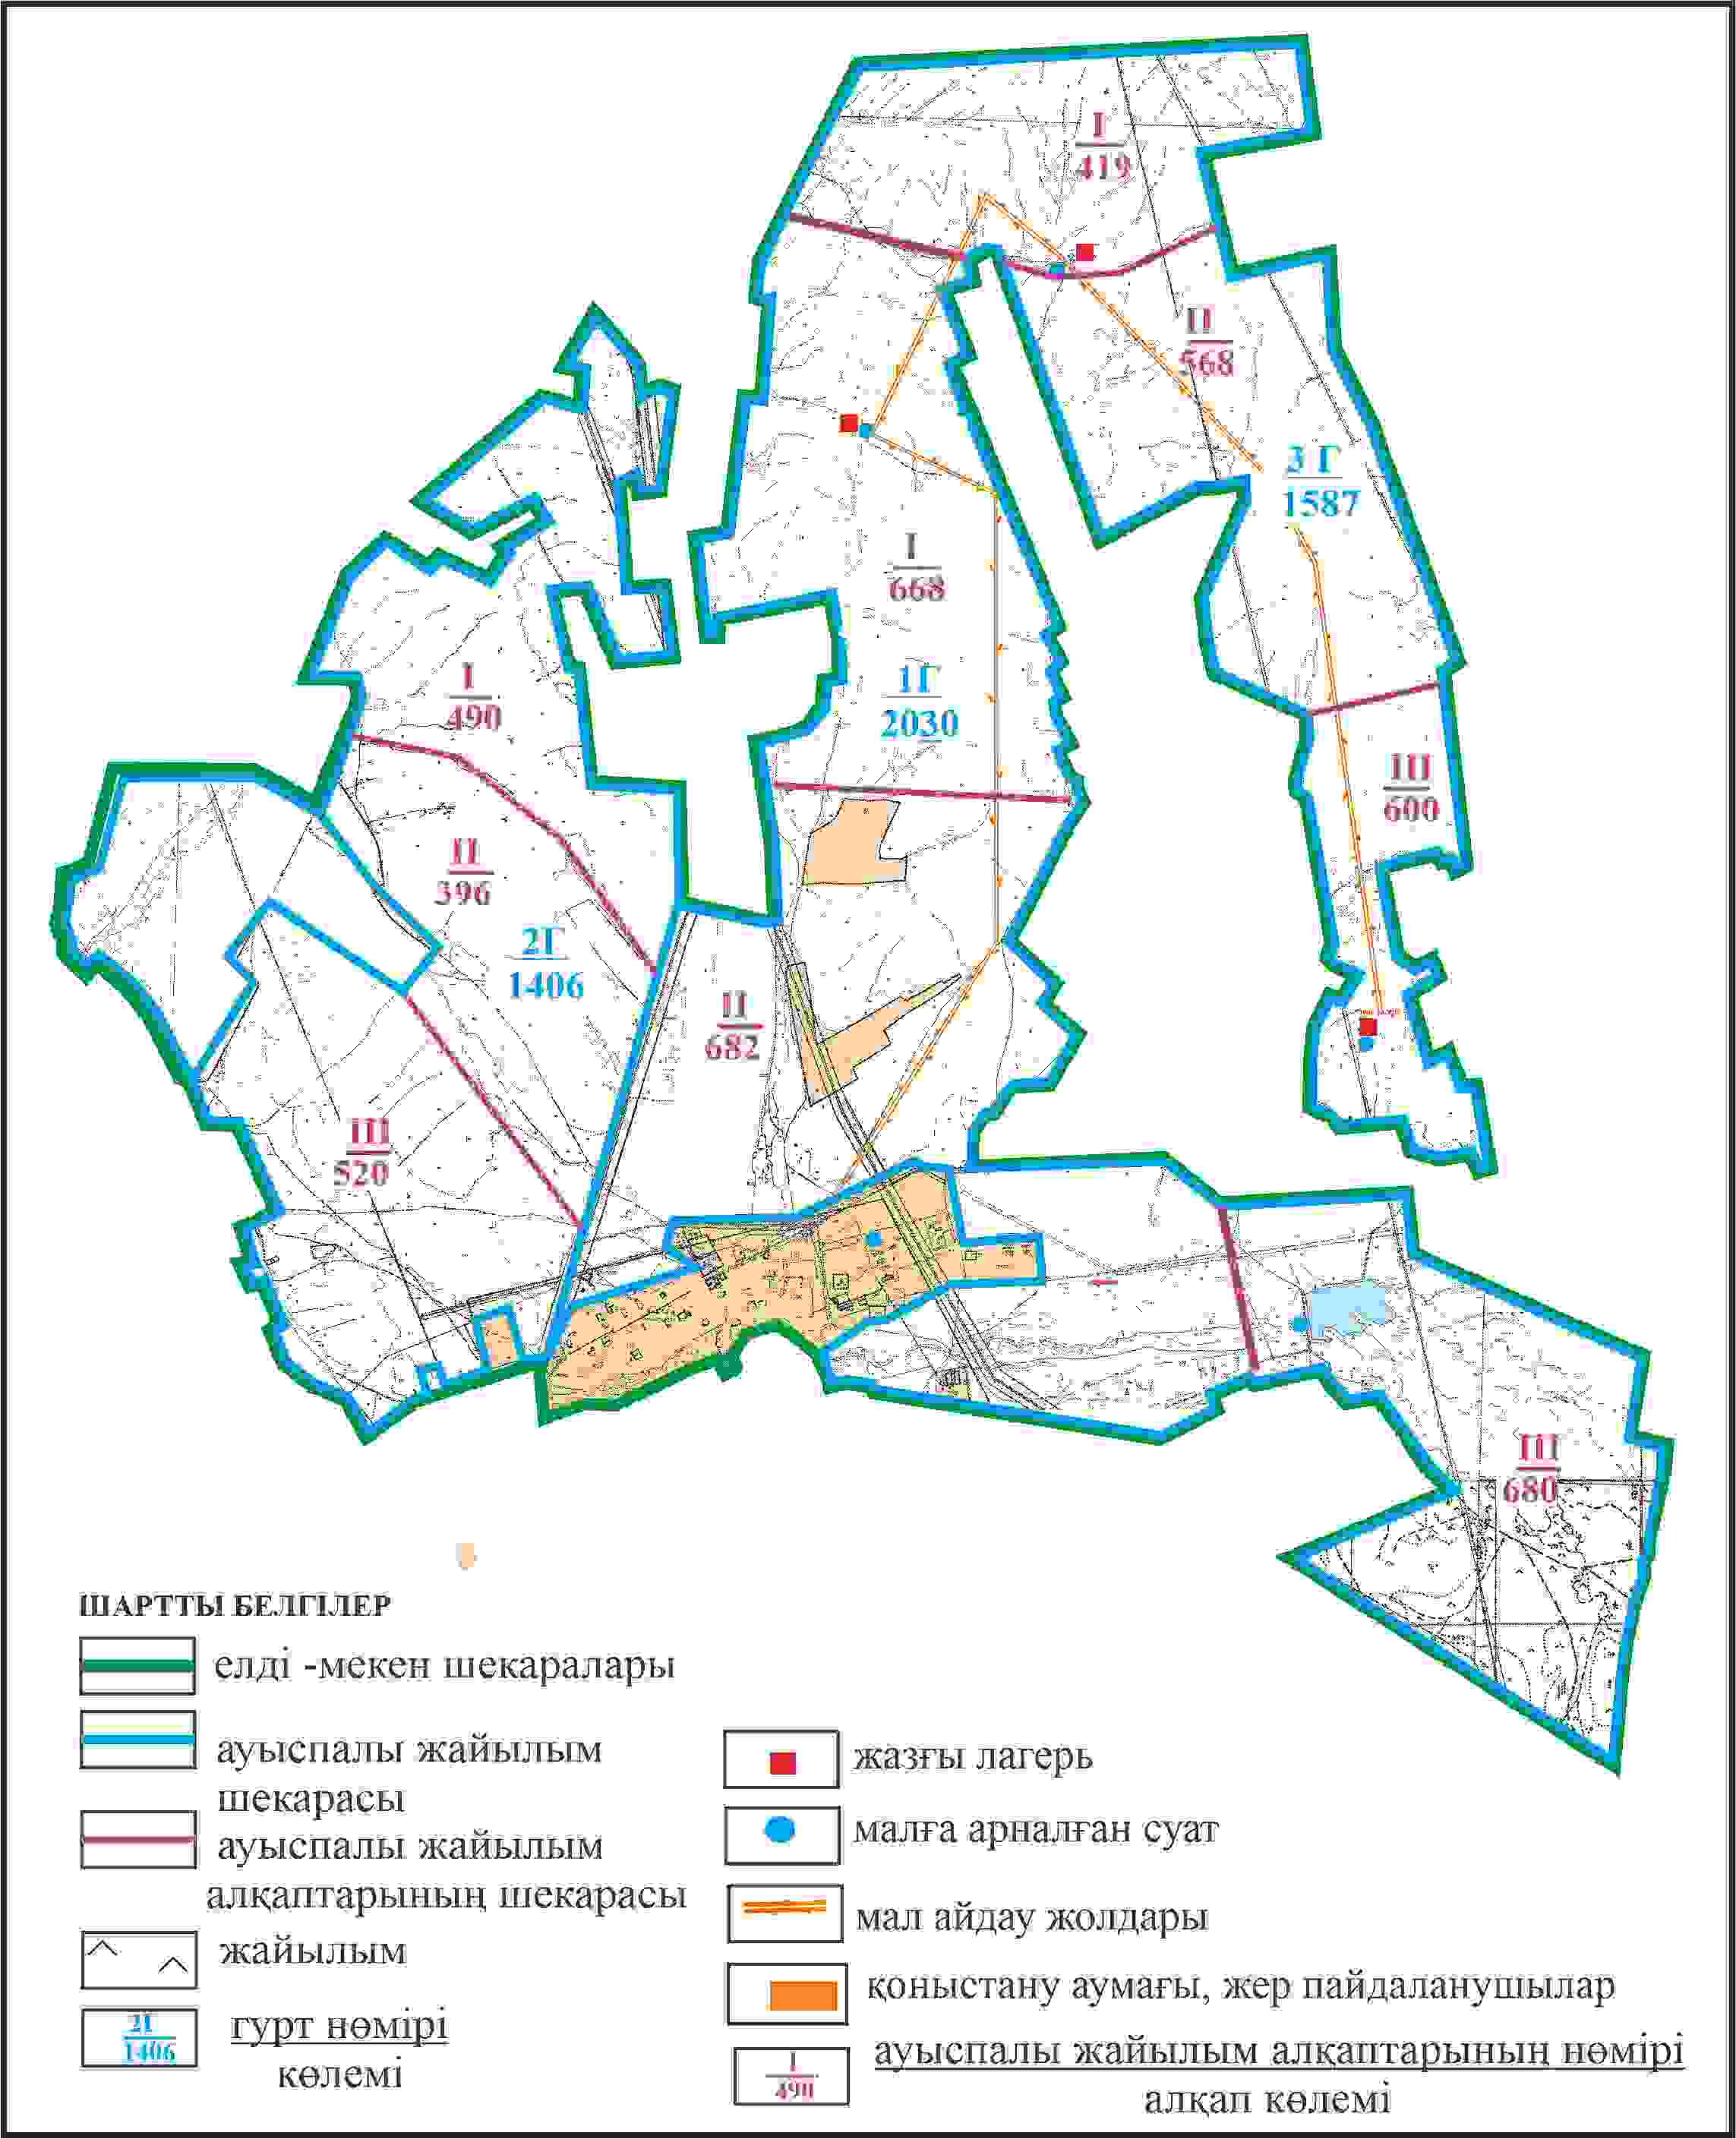 I
419
II
568
3 Г
1587
I
668
I
490
1Г
2030
III
600
II
396
2Г
1406
II
682
III
520
III
680
ШАРТТЫ БЕЛГІЛЕР
елді -мекен шекаралары
ауыспалы жайылым
шекарасы
ауыспалы жайылым
алқаптарының шекарасы
жайылым
2Г
1406
гурт нөмірі
көлемі
жазғы лагерь
малға арналған суат
мал айдау жолдары
қоныстану аумағы, жер пайдаланушылар
I
490
ауыспалы жайылым алқаптарының нөмірі
алқап көлемі